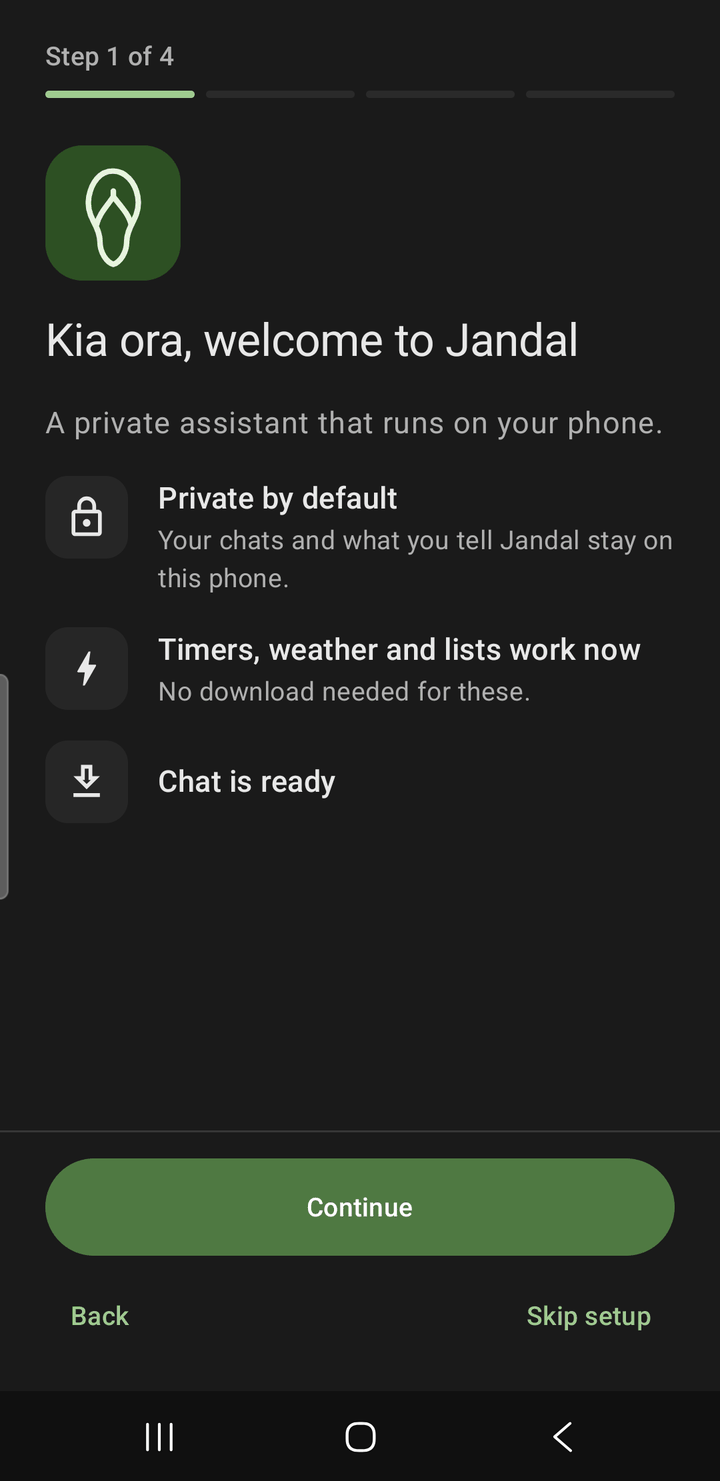 Step 1 of 4
Kia ora, welcome to Jandal
A private assistant that runs on your phone.
Private by default
Your chats and what you tell Jandal stay on
this phone.
Timers, weather and lists work now
No download needed for these.
Chat is ready
Continue
Back
Skip setup